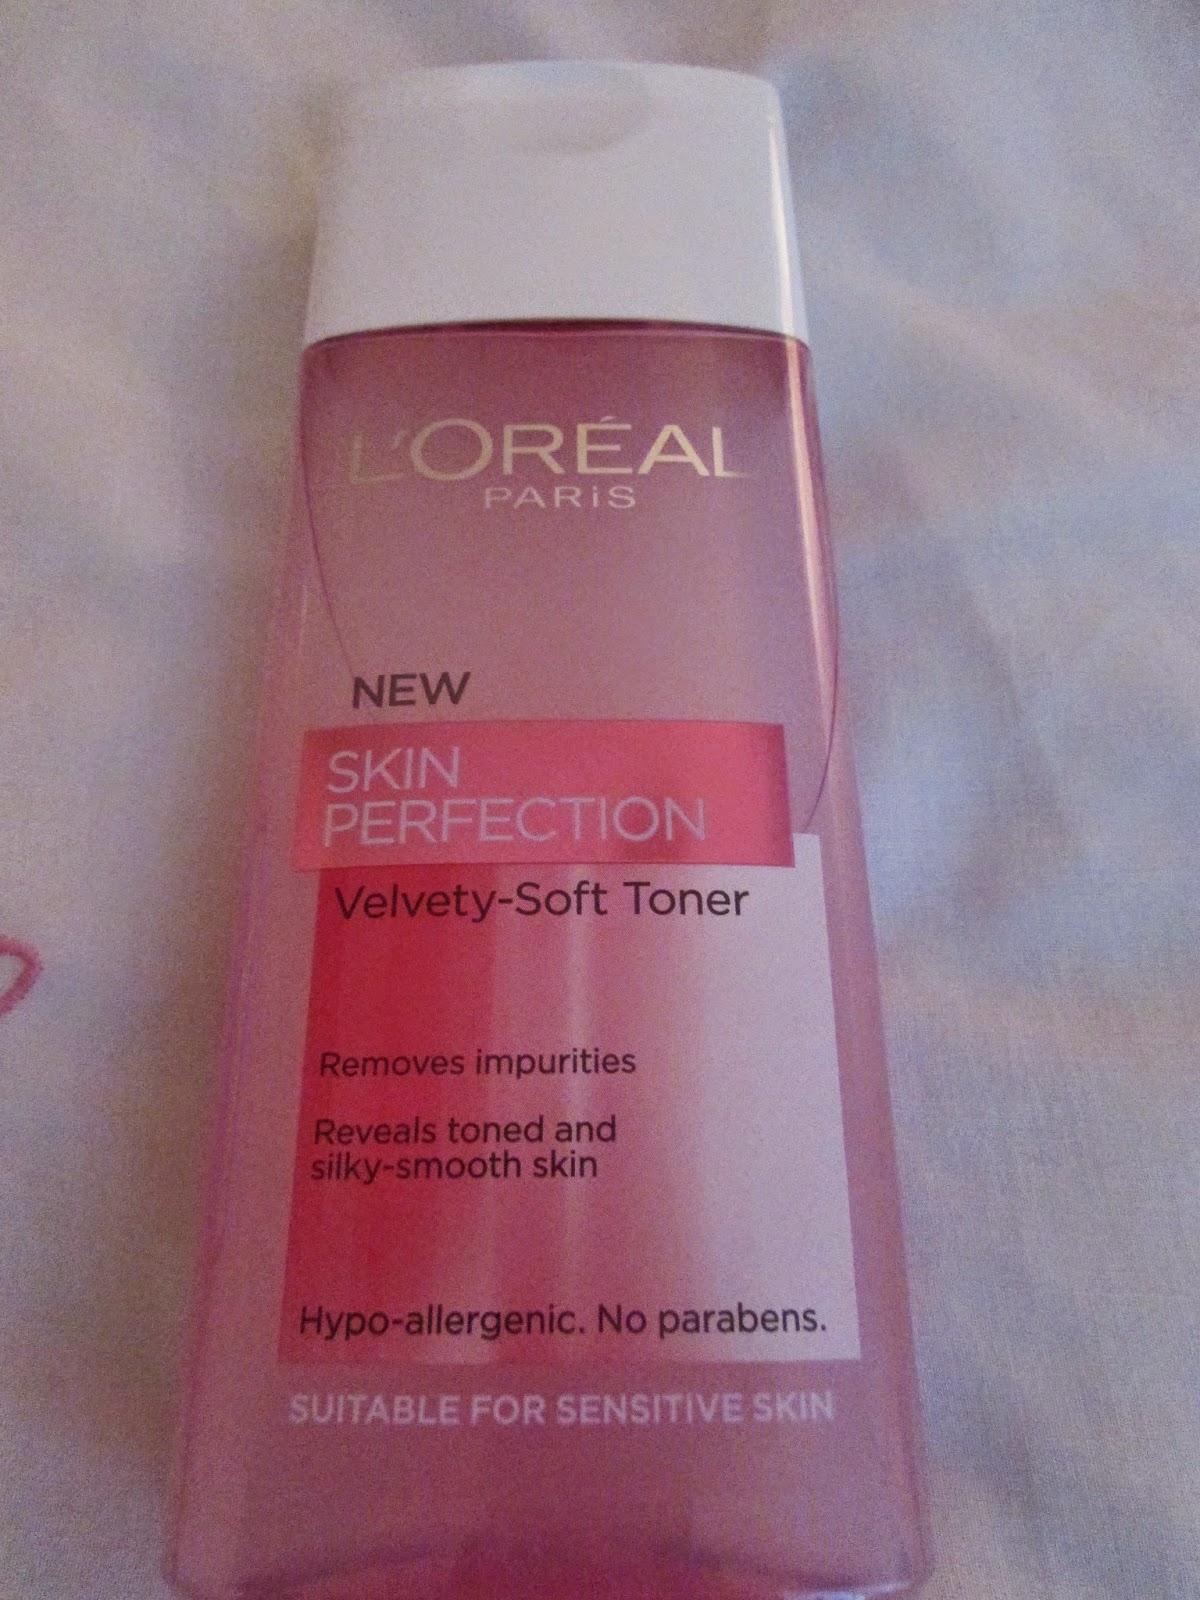 L'ORÉAL
PARiS
NEW
SKIN
PERFECTION
Velvety-Soft Toner
Removes impurities
Reveals toned and
silky-smooth skin
Hypo-allergenic. No parabens.
SUITABLE FOR SENSITIVE SKIN